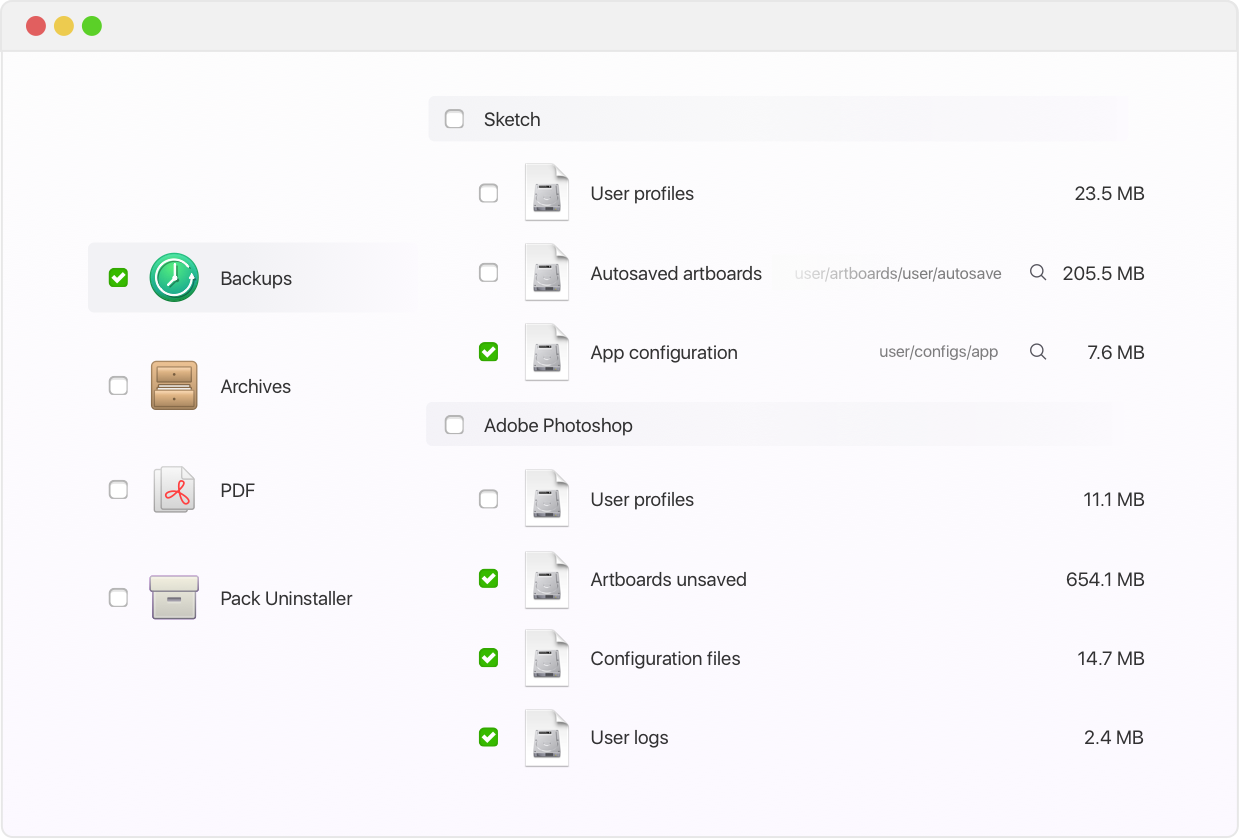 Backups
Archives
PDF
Pack Uninstaller
Sketch
User profiles 23.5 MB
Autosaved artboards user/artboards/user/autosave 205.5 MB
App configuration user/configs/app 7.6 MB
Adobe Photoshop
User profiles 11.1 MB
Artboards unsaved 654.1 MB
Configuration files 14.7 MB
User logs 2.4 MB